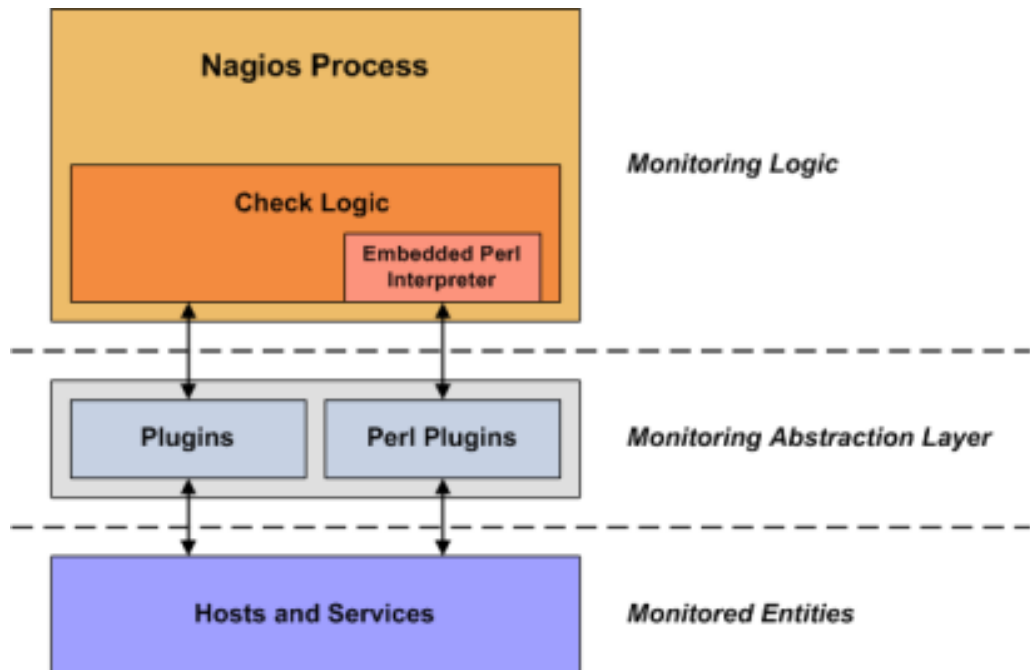 Nagios Process
Monitoring Logic
Check Logic
Embedded Perl
Interpreter
Plugins
Perl Plugins
Monitoring Abstraction Layer
Hosts and Services
Monitored Entities